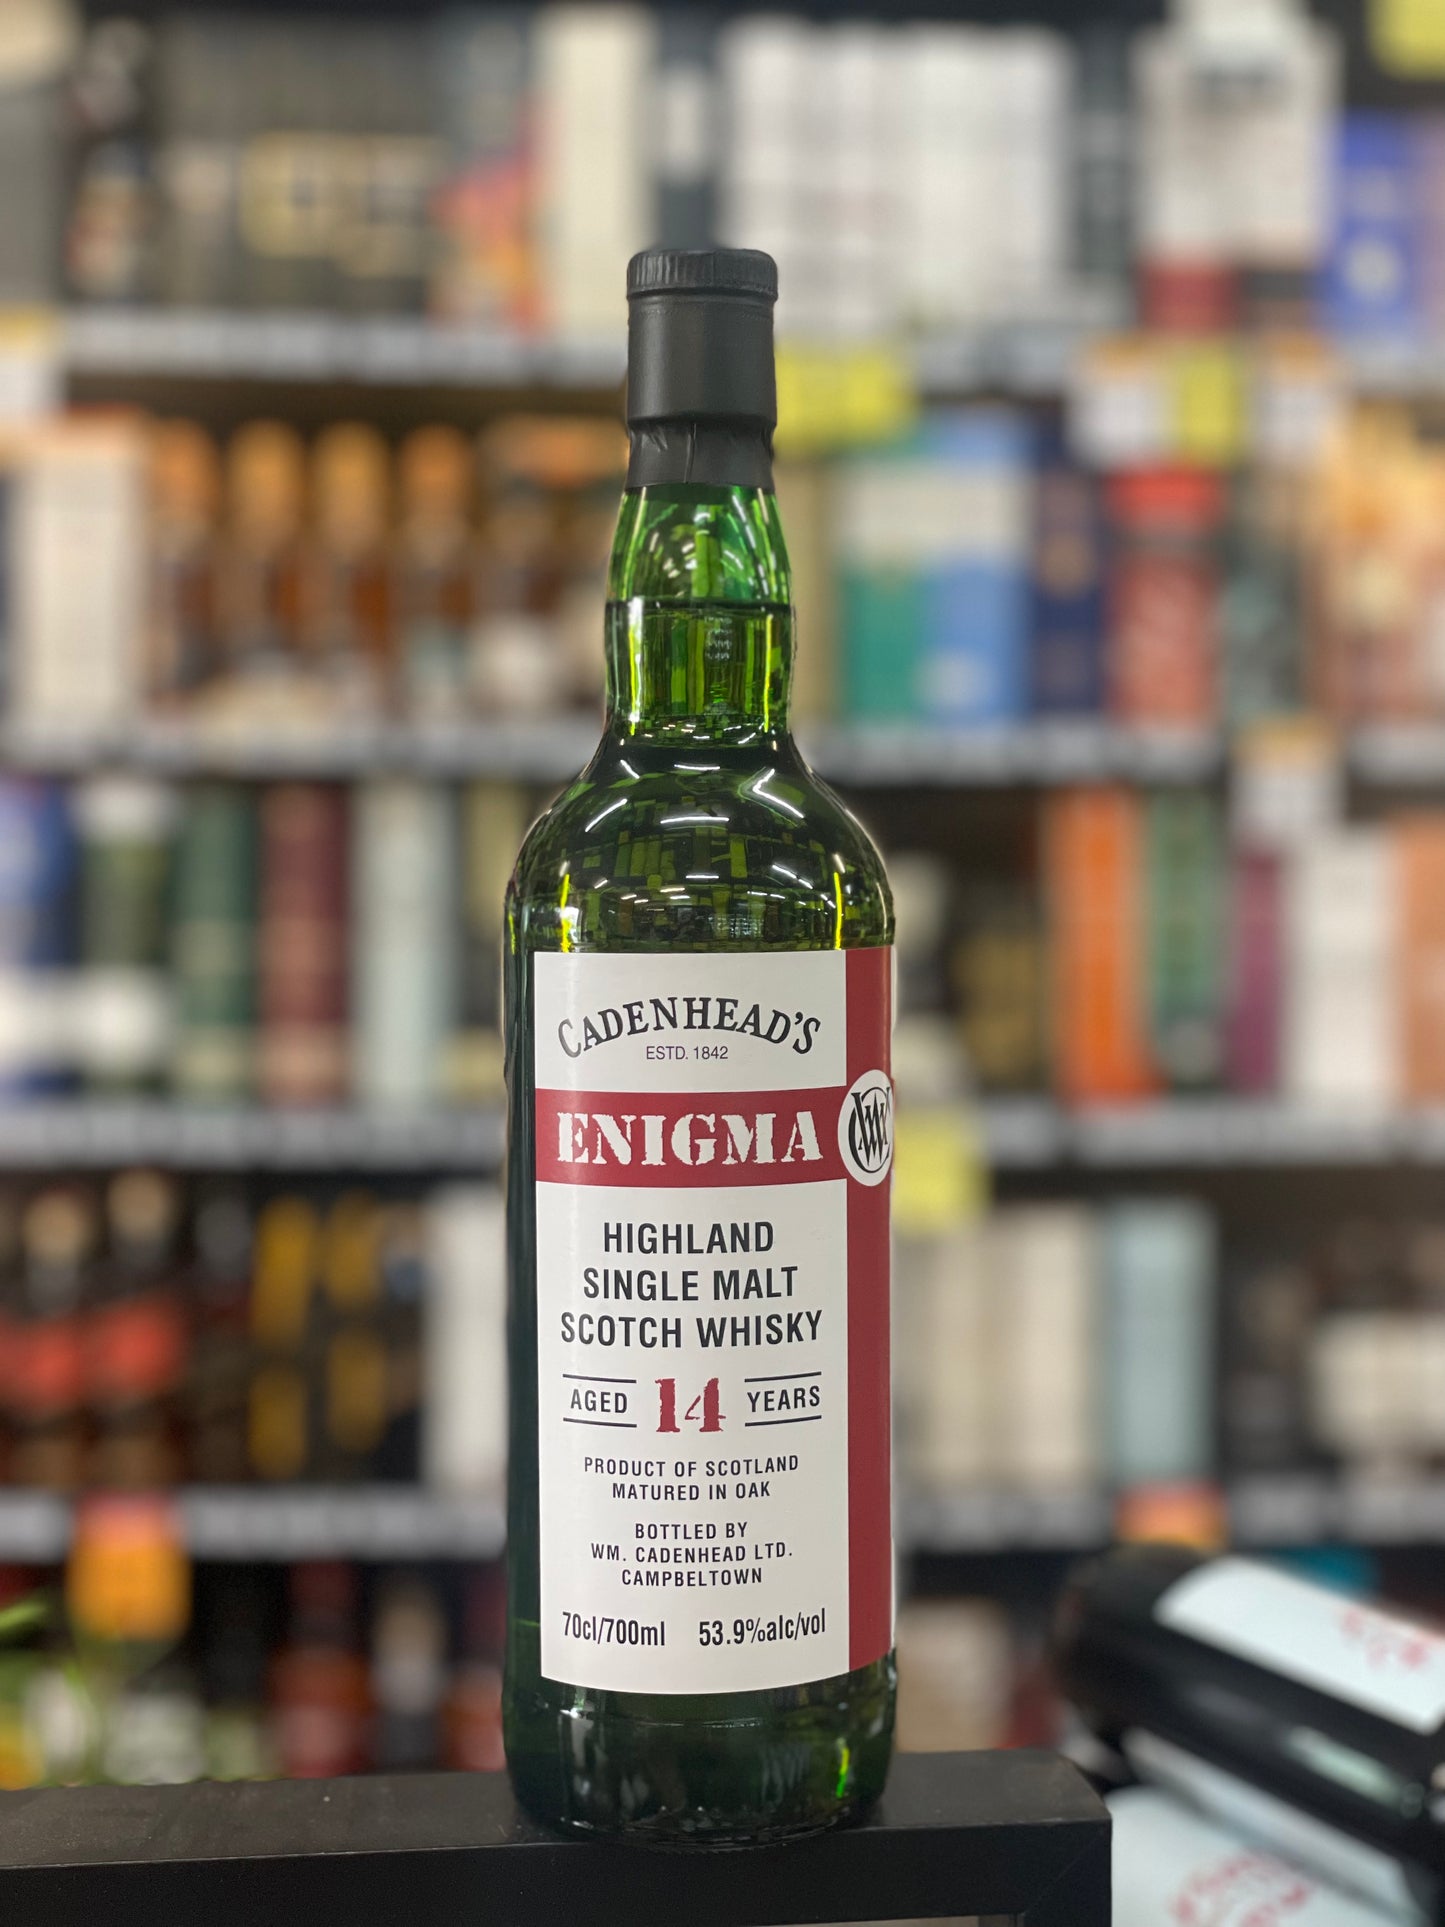 CADENHEAD'S
ESTD. 1842
ENIGMA
HIGHLAND
SINGLE MALT
SCOTCH WHISKY
AGED 14 YEARS
PRODUCT OF SCOTLAND
MATURED IN OAK
BOTTLED BY
WM. CADENHEAD LTD.
CAMPBELTOWN
70cl/700ml 53.9%alc/vol